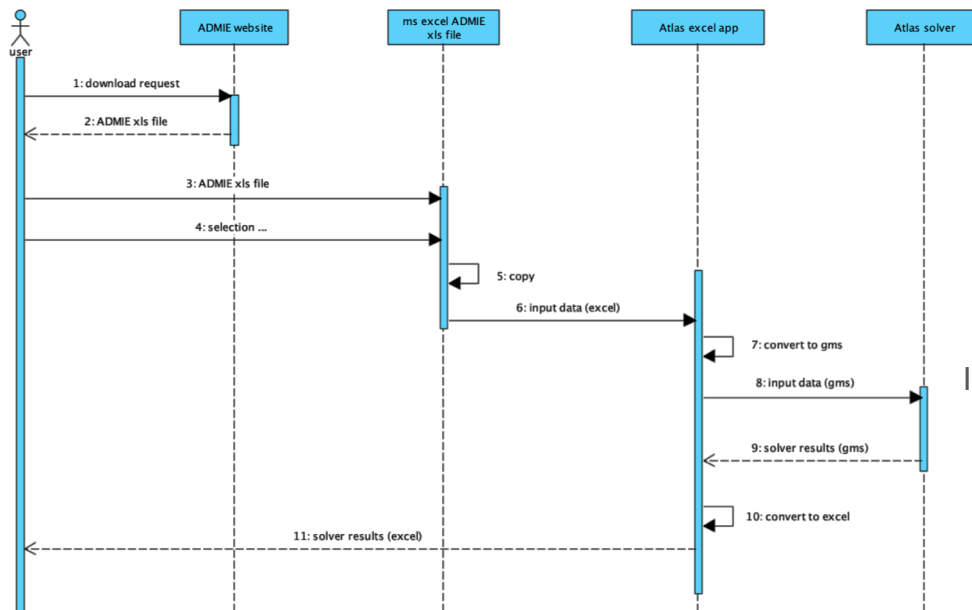 ADMIE website
ms excel ADMIE
xls file
Atlas excel app
Atlas solver
user
1: download request
2: ADMIE xls file
3: ADMIE xls file
4: selection ...
5: copy
6: input data (excel)
7: convert to gms
8: input data (gms)
9: solver results (gms)
10: convert to excel
11: solver results (excel)